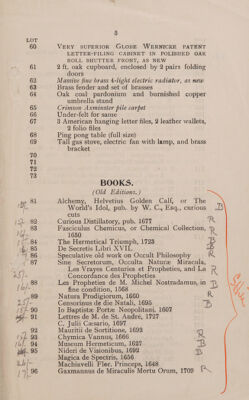 3
LOT
60 VERY SUPERIOR GLOBE WERNICKE PATENT
LETTER-FILING CABINET IN POLISHED OAK
ROLL SHUTTER FRONT, AS NEW
61 2 ft. oak cupboard, enclosed by 2 pairs folding
doors
62 Massive fine brass 4-light electric radiator, as new
63 Brass fender and set of brasses
64 Oak coal pardonium and burnished copper
umbrella stand
65 Crimson Axminster pile carpet
66 Under-felt for same
67 3 American hanging letter files, 2 leather wallets,
2 folio files
68 Ping pong table (full size)
69 Tall gas stove, electric fan with lamp, and brass
bracket
70
71
72
73
BOOKS.
(Old Editions.)
81 Alchemy, Helvetius Golden Calf, or The
World's Idol, pub. by W. C., Esq., curious
cuts
82 Curious Distillatory, pub. 1677
83 Fasciculus Chemicus, or Chemical Collection,
1650
84 The Hermetical Triumph, 1723
85 De Secretis Libri XVII.
86 Speculative old work on Occult Philosophy
87 Sine Secretorum, Occulta Naturæ Miracula,
Les Vrayes Centuries et Propheties, and La
Concordance des Propheties
88 Les Propheties de M. Michel Nostradamus, in
fine condition, 1568
89 Natura Prodigiorum, 1660
90 Censorinus de die Natali, 1695
90 Io Baptistæ Portæ Neopolitani, 1607
91 Lettres de M. de St. Andre, 1727
C. Julii Cæsario, 1697
92 Mauritii de Sortitione, 1692
93 Chymica Vannus, 1666
94 Museum Hermeticum, 1627
95 Nideri de Visionibus, 1692
Magica de Spectris, 1656
Machiavelli Flor. Princeps, 1648
96 Gaxmannus de Miraculis Mortu Orum, 1709